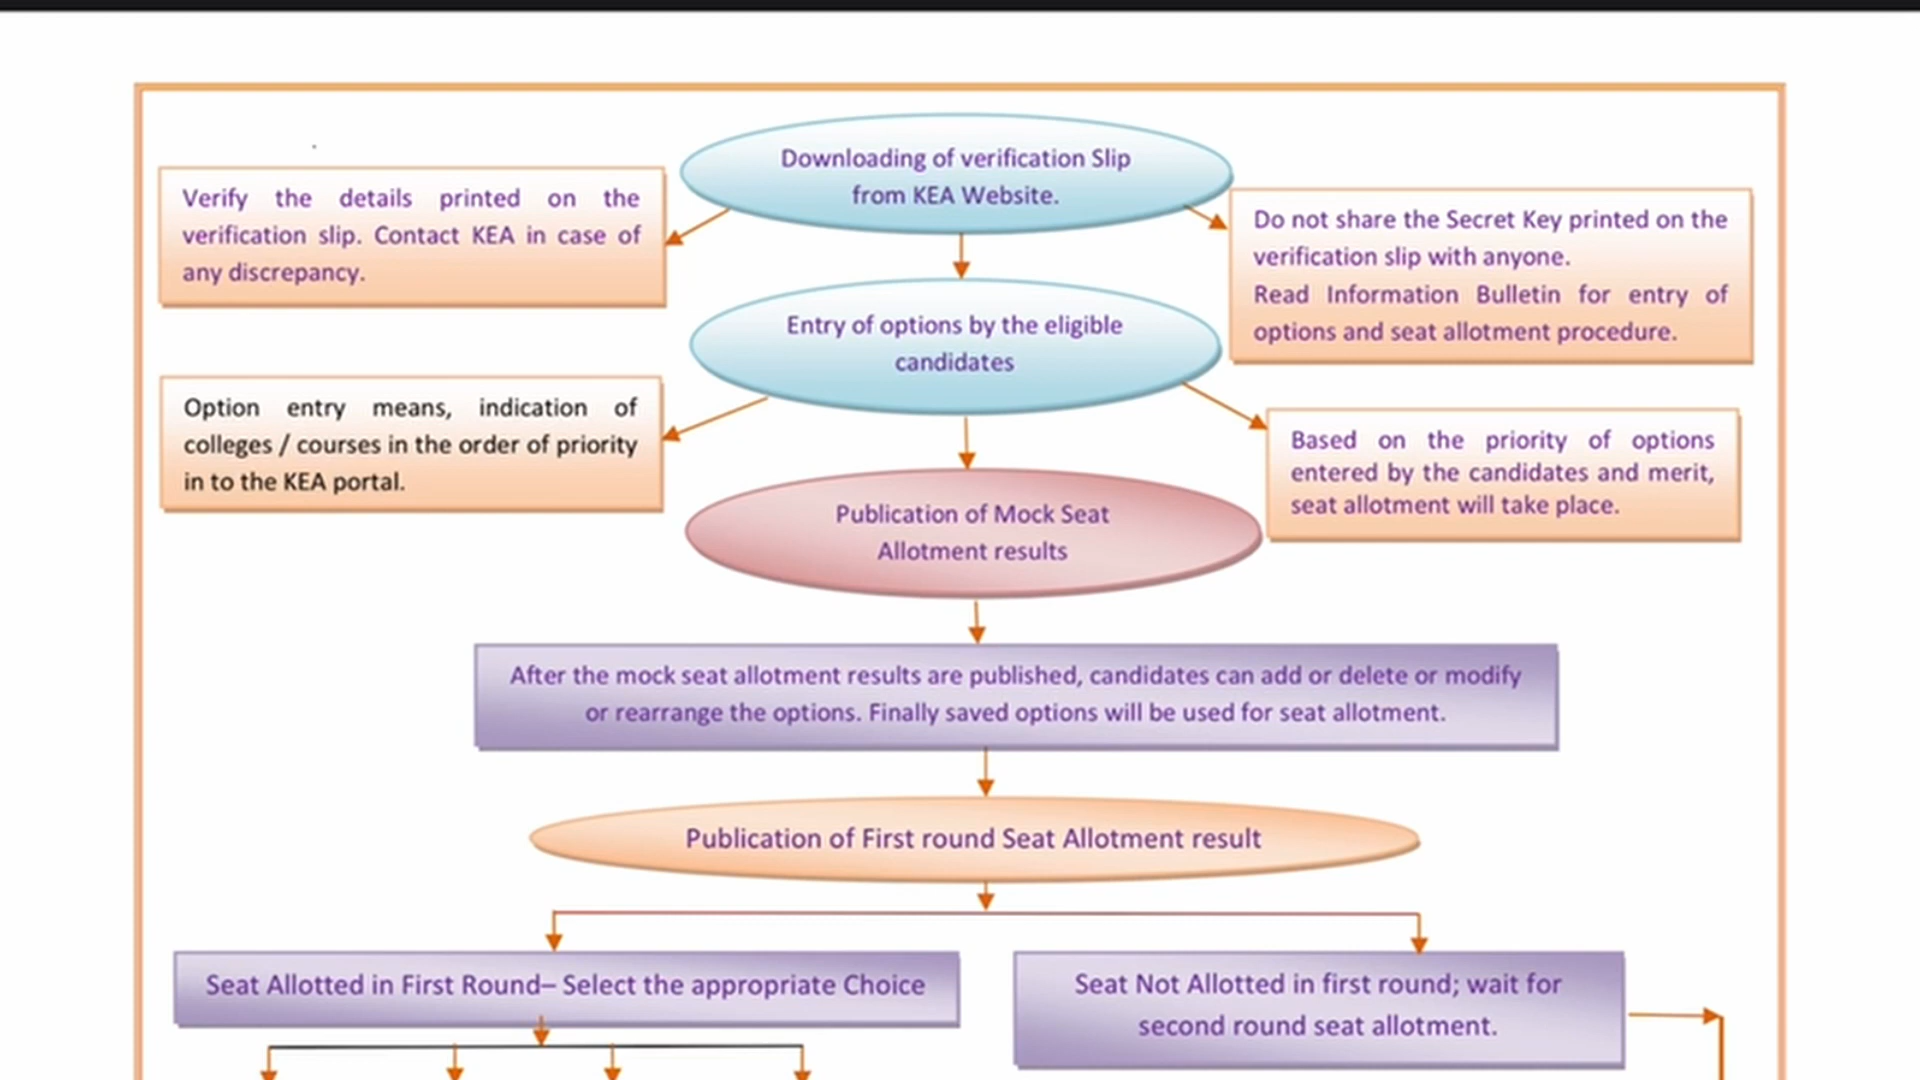 Downloading of verification Slip
from KEA Website.
Verify the details printed on the
verification slip. Contact KEA in case of
any discrepancy.
Do not share the Secret Key printed on the
verification slip with anyone.
Read Information Bulletin for entry of
options and seat allotment procedure.
Entry of options by the eligible
candidates
Option entry means, indication of
colleges / courses in the order of priority
in to the KEA portal.
Based on the priority of options
entered by the candidates and merit,
seat allotment will take place.
Publication of Mock Seat
Allotment results
After the mock seat allotment results are published, candidates can add or delete or modify
or rearrange the options. Finally saved options will be used for seat allotment.
Publication of First round Seat Allotment result
Seat Allotted in First Round– Select the appropriate Choice
Seat Not Allotted in first round; wait for
second round seat allotment.